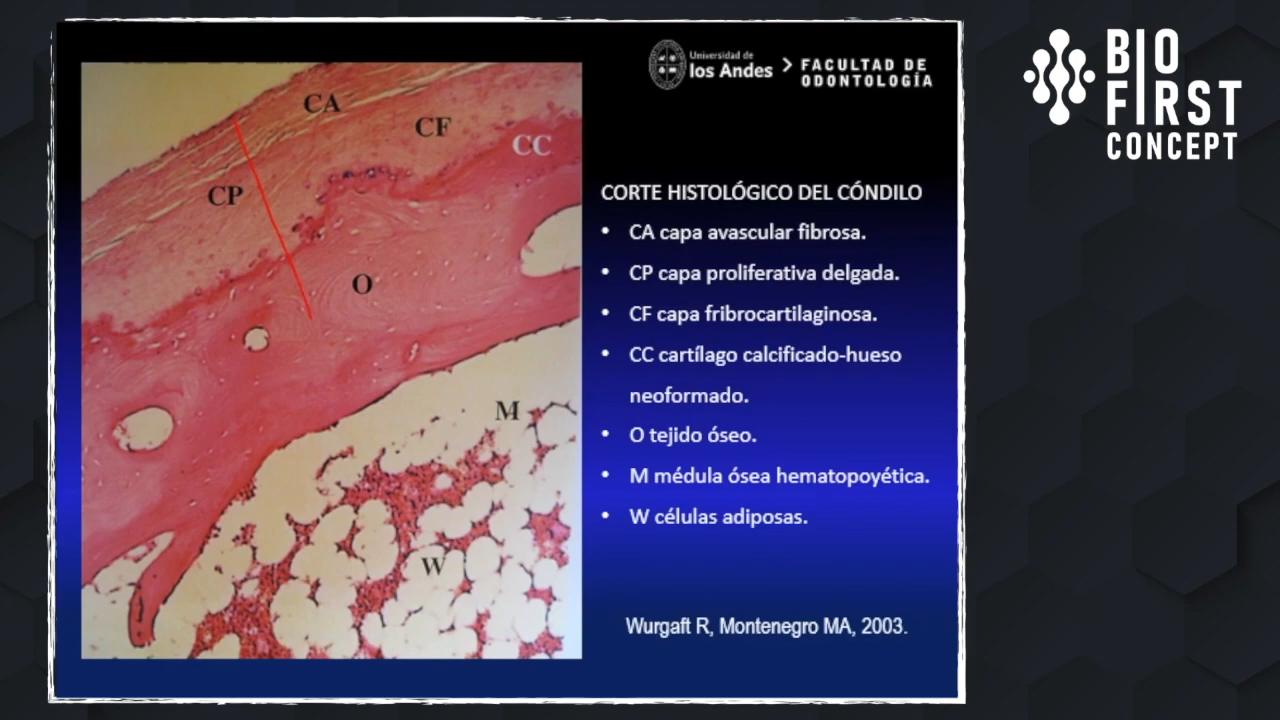 BIO
FIRST
CONCEPT
Universidad de
los Andes
> FACULTAD DE
ODONTOLOGÍA
CA
CF
CC
CP
O
M
W
CORTE HISTOLÓGICO DEL CÓNDILO
• CA capa avascular fibrosa.
• CP capa proliferativa delgada.
• CF capa fribrocartilaginosa.
• CC cartílago calcificado-hueso
neoformado.
• O tejido óseo.
• M médula ósea hematopoyética.
• W células adiposas.
Wurgaft R, Montenegro MA, 2003.